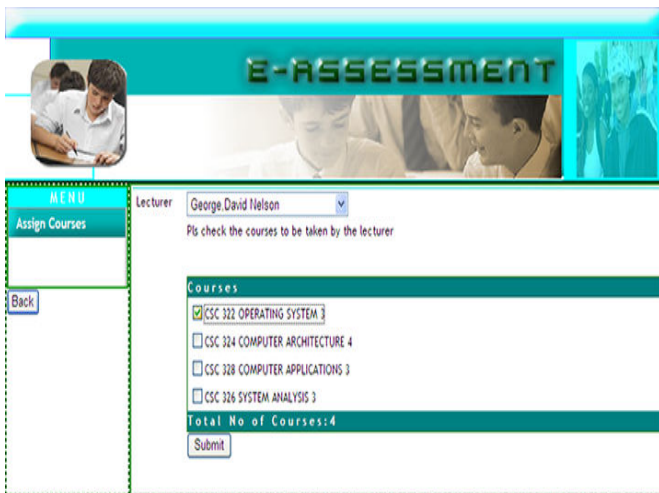 E-ASSESSMENT
MENU
Assign Courses
Back
Lecturer George,David Nelson
Pls check the courses to be taken by the lecturer
Courses
CSC 322 OPERATING SYSTEM 3
CSC 324 COMPUTER ARCHITECTURE 4
CSC 328 COMPUTER APPLICATIONS 3
CSC 326 SYSTEM ANALYSIS 3
Total No of Courses:4
Submit